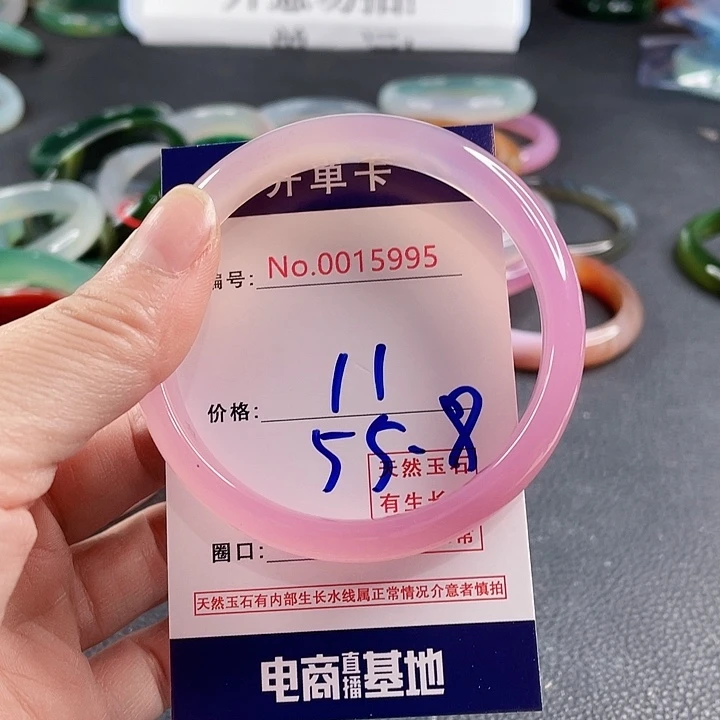 开单卡
编号: No.0015995
11
价格:
55.8
天然玉石
有生长
常
圈口:
天然玉石有内部生长水线属正常情况介意者慎拍
电商直播基地